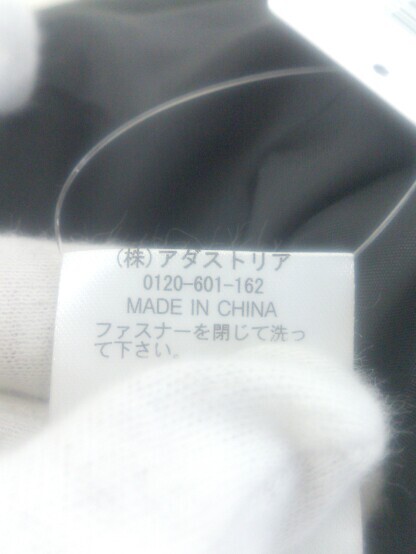 (株)アダストリア
0120-601-162
MADE IN CHINA
ファスナーを閉じて洗っ
て下さい。